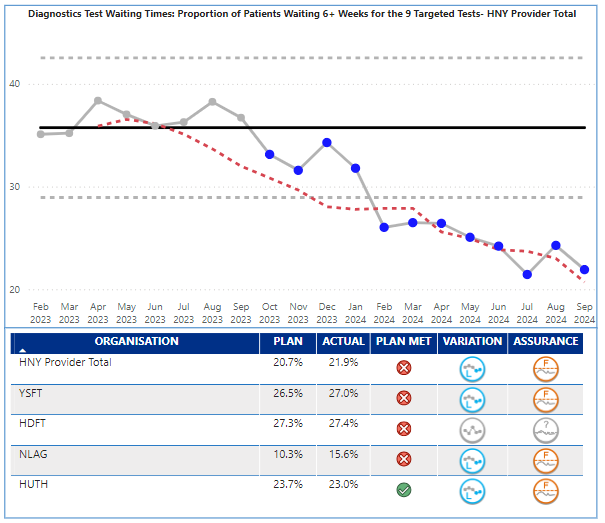 Diagnostics Test Waiting Times: Proportion of Patients Waiting 6+ Weeks for the 9 Targeted Tests- HNY Provider Total
40
30
20
Feb 2023 Mar 2023 Apr 2023 May 2023 Jun 2023 Jul 2023 Aug 2023 Sep 2023 Oct 2023 Nov 2023 Dec 2023 Jan 2024 Feb 2024 Mar 2024 Apr 2024 May 2024 Jun 2024 Jul 2024 Aug 2024 Sep 2024
ORGANISATION PLAN ACTUAL PLAN MET VARIATION ASSURANCE
HNY Provider Total 20.7% 21.9% L F
YSFT 26.5% 27.0% L F
HDFT 27.3% 27.4% ?
NLAG 10.3% 15.6% L F
HUTH 23.7% 23.0% L F